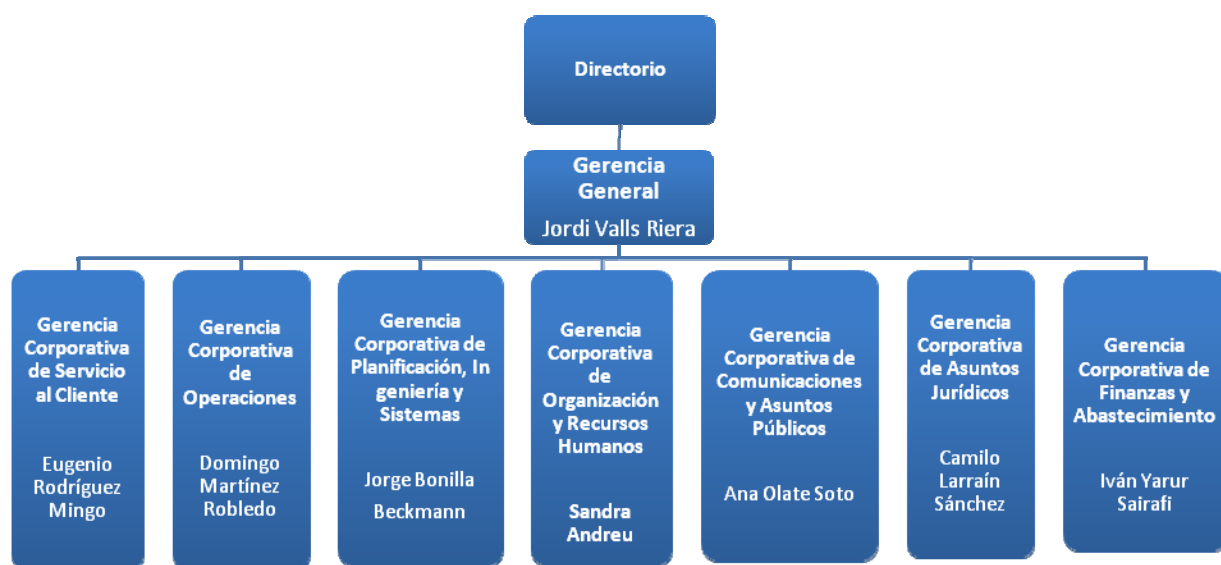 Directorio
Gerencia
General
Jordi Valls Riera
Gerencia
Corporativa
de Servicio
al Cliente
Eugenio
Rodríguez
Mingo
Gerencia
Corporativa
de
Operaciones
Domingo
Martínez
Robledo
Gerencia
Corporativa de
Planificación, In
geniería y
Sistemas
Jorge Bonilla
Beckmann
Gerencia
Corporativa
de
Organización
y Recursos
Humanos
Sandra
Andreu
Gerencia
Corporativa de
Comunicaciones
y Asuntos
Públicos
Ana Olate Soto
Gerencia
Corporativa
de Asuntos
Jurídicos
Camilo
Larraín
Sánchez
Gerencia
Corporativa de
Finanzas y
Abastecimiento
Iván Yarur
Sairafi